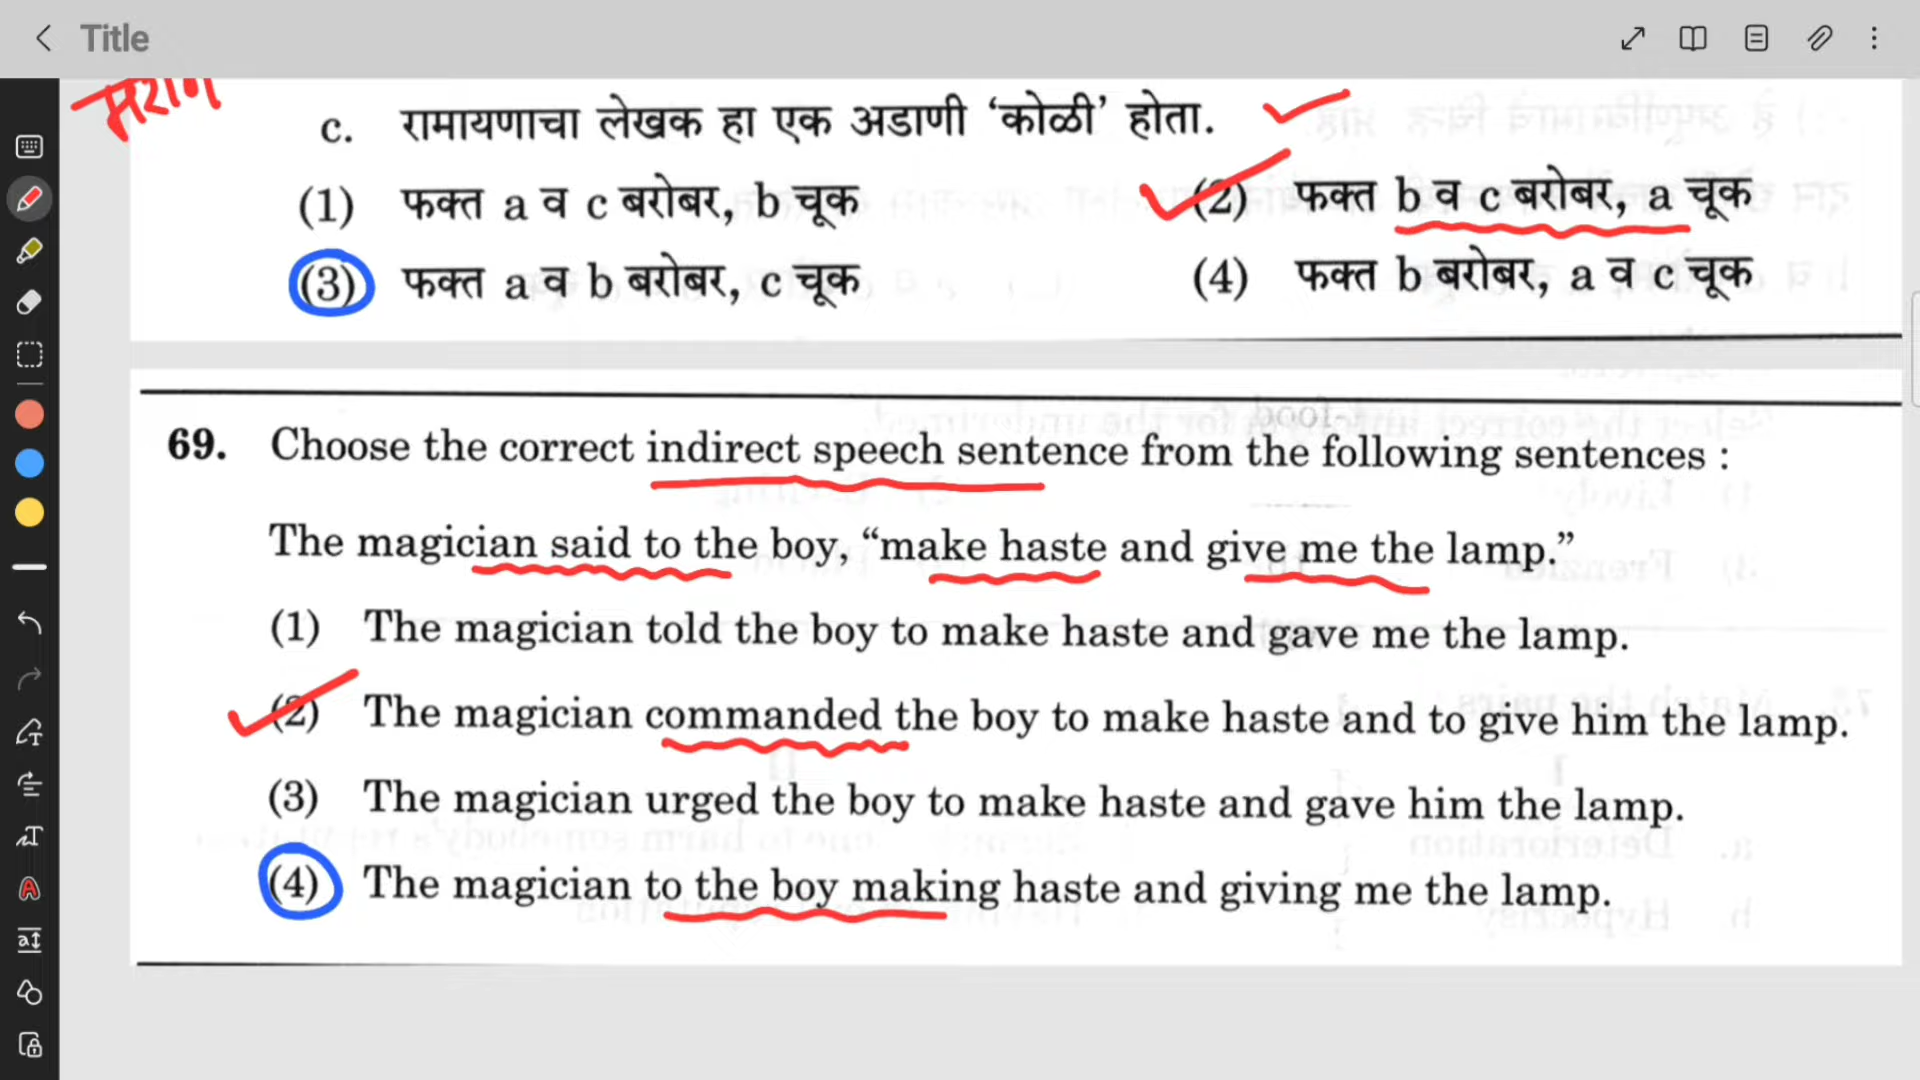 Title
मराठी
c. रामायणाचा लेखक हा एक अडाणी ‘कोळी’ होता.
(1) फक्त a व c बरोबर, b चूक (2) फक्त b व c बरोबर, a चूक
(3) फक्त a व b बरोबर, c चूक (4) फक्त b बरोबर, a व c चूक
69. Choose the correct indirect speech sentence from the following sentences :
The magician said to the boy, “make haste and give me the lamp.”
(1) The magician told the boy to make haste and gave me the lamp.
(2) The magician commanded the boy to make haste and to give him the lamp.
(3) The magician urged the boy to make haste and gave him the lamp.
(4) The magician to the boy making haste and giving me the lamp.